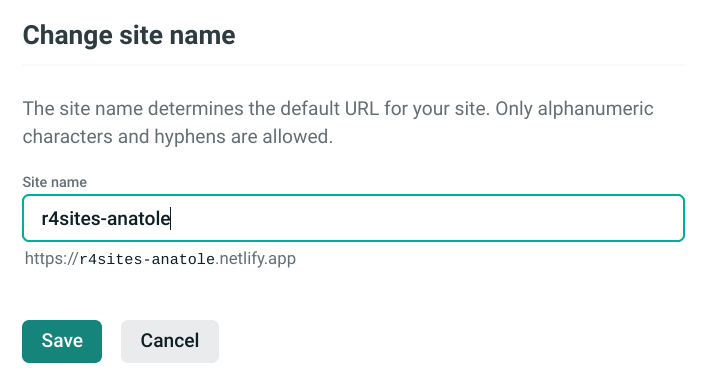 Change site name
The site name determines the default URL for your site. Only alphanumeric
characters and hyphens are allowed.
Site name
r4sites-anatole
https://r4sites-anatole.netlify.app
Save Cancel